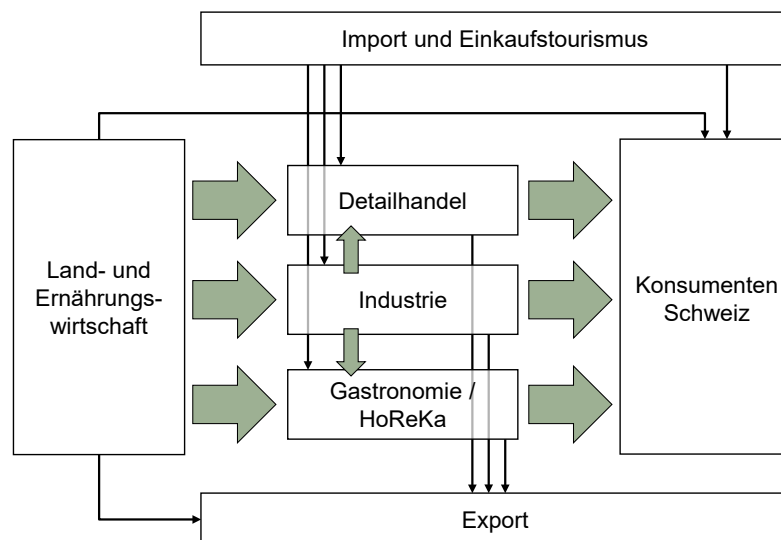 Import und Einkaufstourismus
Detailhandel
Land- und
Ernährungs-
wirtschaft
Industrie
Konsumenten
Schweiz
Gastronomie /
HoReKa
Export